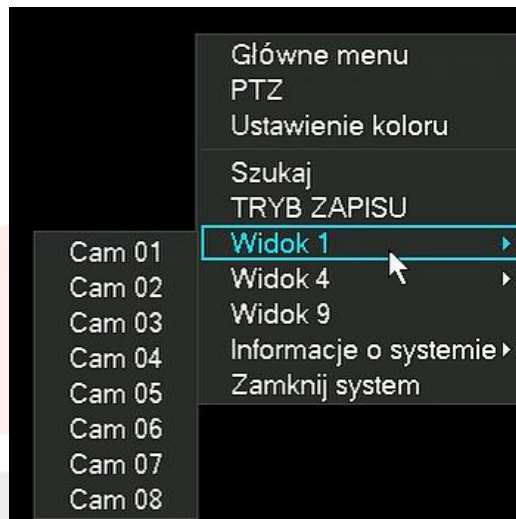 Główne menu
PTZ
Ustawienie koloru
Szukaj
TRYB ZAPISU
Widok 1
Widok 4
Widok 9
Informacje o systemie
Zamknij system
Cam 01
Cam 02
Cam 03
Cam 04
Cam 05
Cam 06
Cam 07
Cam 08